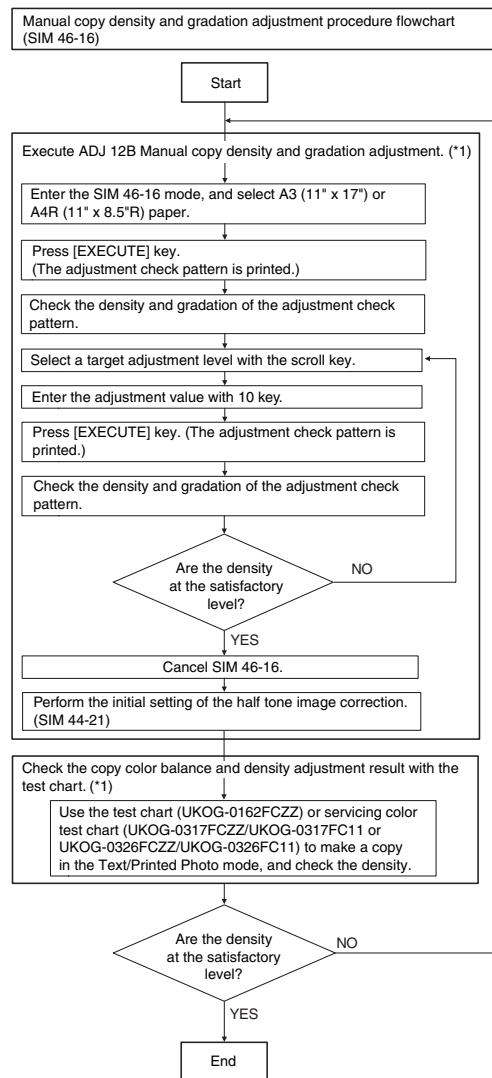 Manual copy density and gradation adjustment procedure flowchart
(SIM 46-16)
Start
Execute ADJ 12B Manual copy density and gradation adjustment. (*1)
Enter the SIM 46-16 mode, and select A3 (11" x 17") or
A4R (11" x 8.5"R) paper.
Press [EXECUTE] key.
(The adjustment check pattern is printed.)
Check the density and gradation of the adjustment check
pattern.
Select a target adjustment level with the scroll key.
Enter the adjustment value with 10 key.
Press [EXECUTE] key. (The adjustment check pattern is
printed.)
Check the density and gradation of the adjustment check
pattern.
Are the density
at the satisfactory
level?
NO
YES
Cancel SIM 46-16.
Perform the initial setting of the half tone image correction.
(SIM 44-21)
Check the copy color balance and density adjustment result with the
test chart. (*1)
Use the test chart (UKOG-0162FCZZ) or servicing color
test chart (UKOG-0317FCZZ/UKOG-0317FC11 or
UKOG-0326FCZZ/UKOG-0326FC11) to make a copy
in the Text/Printed Photo mode, and check the density.
Are the density
at the satisfactory
level?
NO
YES
End